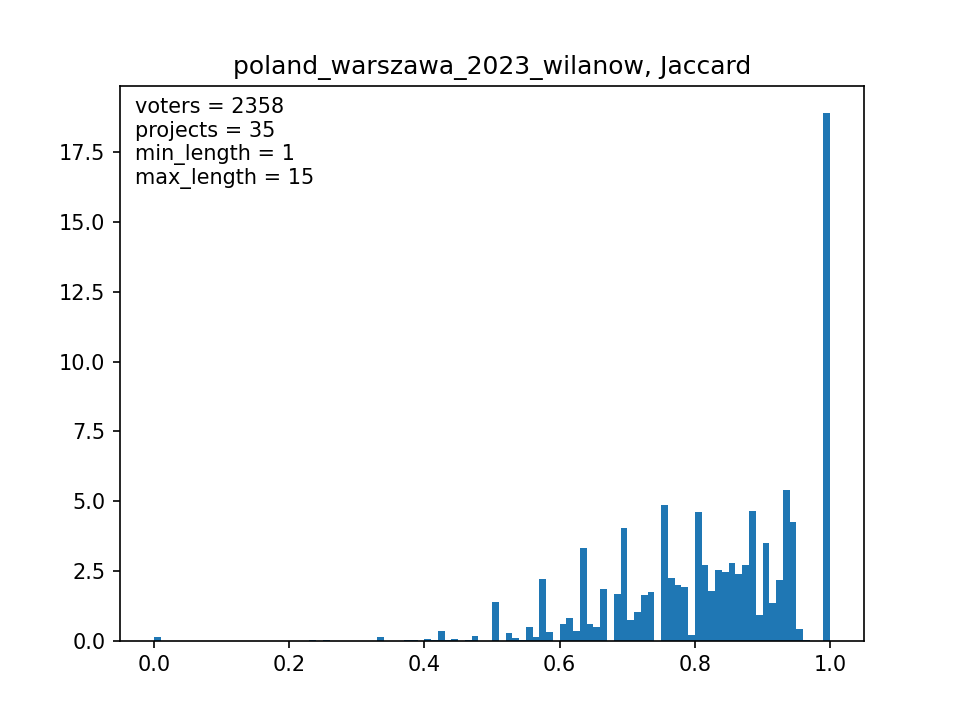 poland_warszawa_2023_wilanow, Jaccard
voters = 2358
projects = 35
min_length = 1
max_length = 15
17.5
15.0
12.5
10.0
7.5
5.0
2.5
0.0
0.0 0.2 0.4 0.6 0.8 1.0